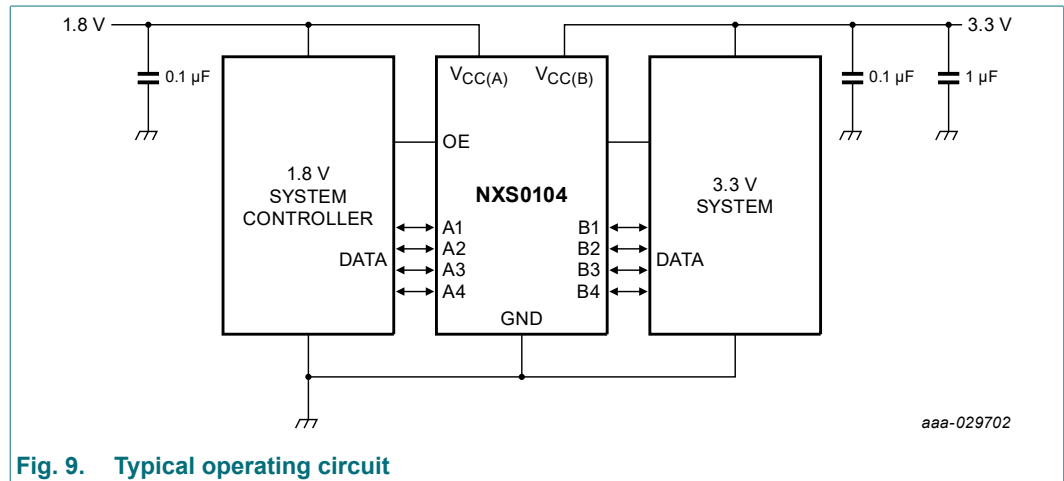 1.8 V
3.3 V
0.1 µF
VCC(A)
VCC(B)
0.1 µF
1 µF
OE
1.8 V
SYSTEM
CONTROLLER
NXS0104
3.3 V
SYSTEM
DATA
A1
A2
A3
A4
B1
B2
B3
B4
DATA
GND
aaa-029702
Fig. 9. Typical operating circuit